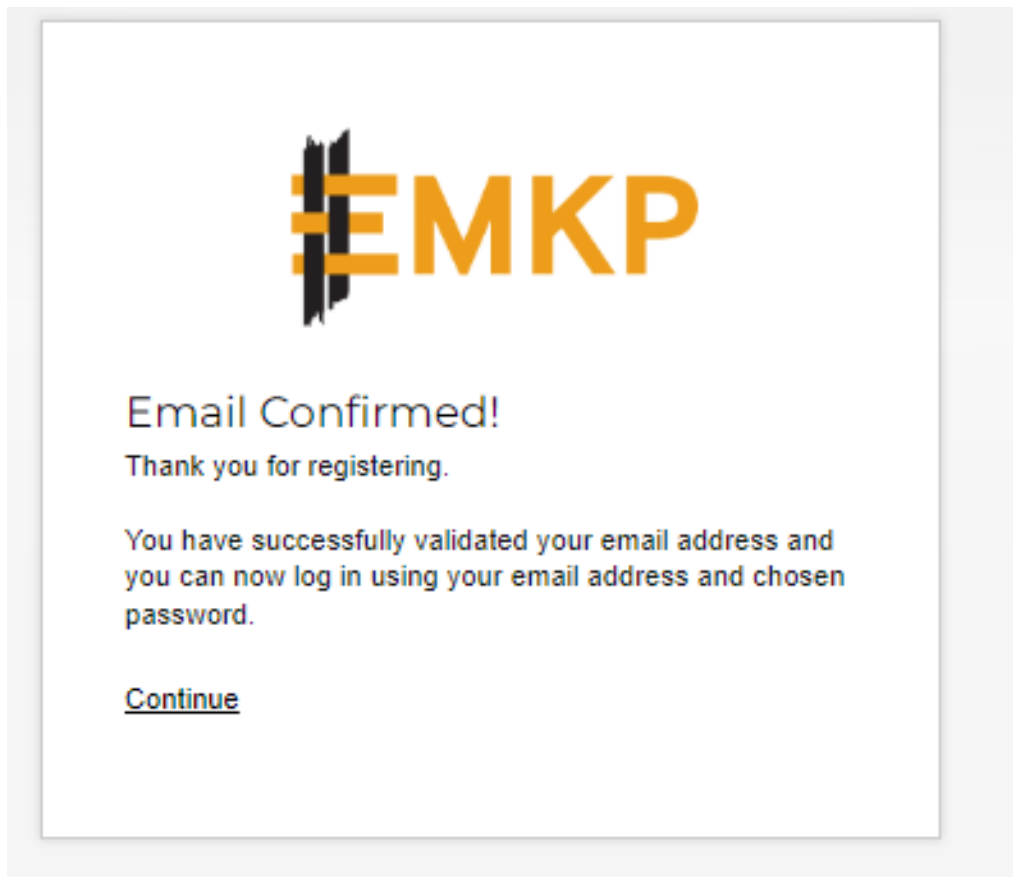 EMKP
Email Confirmed!
Thank you for registering.
You have successfully validated your email address and
you can now log in using your email address and chosen
password.
Continue